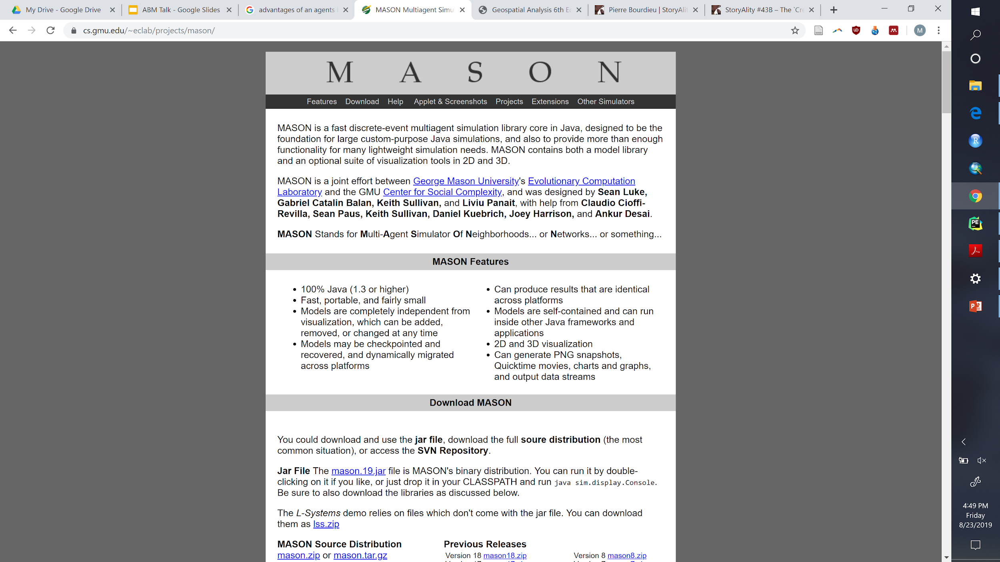 My Drive - Google Drive
ABM Talk - Google Slides
advantages of an agents
MASON Multiagent Simu
Geospatial Analysis 6th E
Pierre Bourdieu | StoryAlit
StoryAlity #43B – The `Cre
cs.gmu.edu/~eclab/projects/mason/
M
M A S O N
Features Download Help Applet & Screenshots Projects Extensions Other Simulators
MASON is a fast discrete-event multiagent simulation library core in Java, designed to be the
foundation for large custom-purpose Java simulations, and also to provide more than enough
functionality for many lightweight simulation needs. MASON contains both a model library
and an optional suite of visualization tools in 2D and 3D.
MASON is a joint effort between George Mason University's Evolutionary Computation
Laboratory and the GMU Center for Social Complexity, and was designed by Sean Luke,
Gabriel Catalin Balan, Keith Sullivan, and Liviu Panait, with help from Claudio Cioffi-
Revilla, Sean Paus, Keith Sullivan, Daniel Kuebrich, Joey Harrison, and Ankur Desai.
MASON Stands for Multi-Agent Simulator Of Neighborhoods... or Networks... or something...
MASON Features
• 100% Java (1.3 or higher)
• Fast, portable, and fairly small
• Models are completely independent from
visualization, which can be added,
removed, or changed at any time
• Models may be checkpointed and
recovered, and dynamically migrated
across platforms
• Can produce results that are identical
across platforms
• Models are self-contained and can run
inside other Java frameworks and
applications
• 2D and 3D visualization
• Can generate PNG snapshots,
Quicktime movies, charts and graphs,
and output data streams
Download MASON
You could download and use the jar file, download the full soure distribution (the most
common situation), or access the SVN Repository.
Jar File The mason.19.jar file is MASON's binary distribution. You can run it by double-
clicking on it if you like, or just drop it in your CLASSPATH and run java sim.display.Console.
Be sure to also download the libraries as discussed below.
The L-Systems demo relies on files which don't come with the jar file. You can download
them as lss.zip
MASON Source Distribution
mason.zip or mason.tar.gz
Previous Releases
Version 18 mason18.zip
Version 8 mason8.zip
R
PE
P
4:49 PM
Friday
8/23/2019